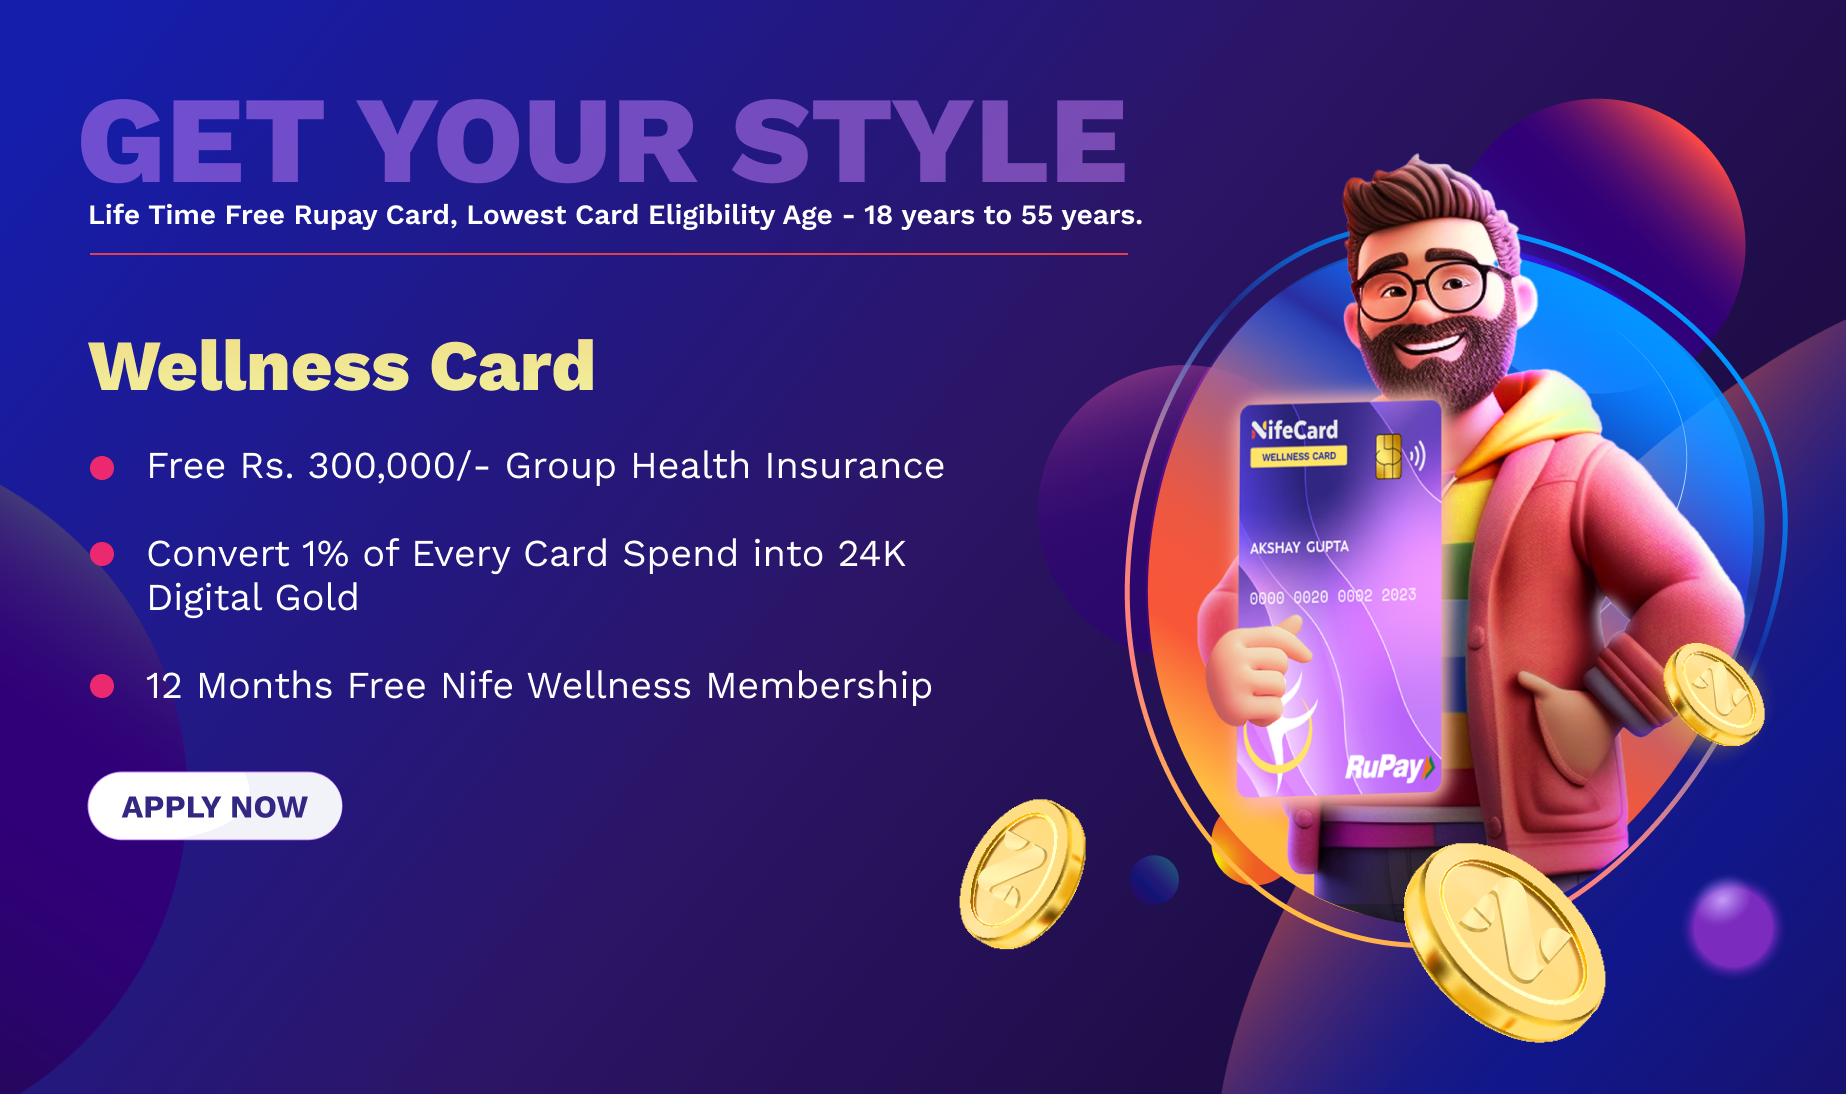 GET YOUR STYLE
Life Time Free Rupay Card, Lowest Card Eligibility Age - 18 years to 55 years.
Wellness Card
Free Rs. 300,000/- Group Health Insurance
Convert 1% of Every Card Spend into 24K
Digital Gold
12 Months Free Nife Wellness Membership
APPLY NOW
NifeCard
WELLNESS CARD
AKSHAY GUPTA
0000 0020 0002 2023
RuPay